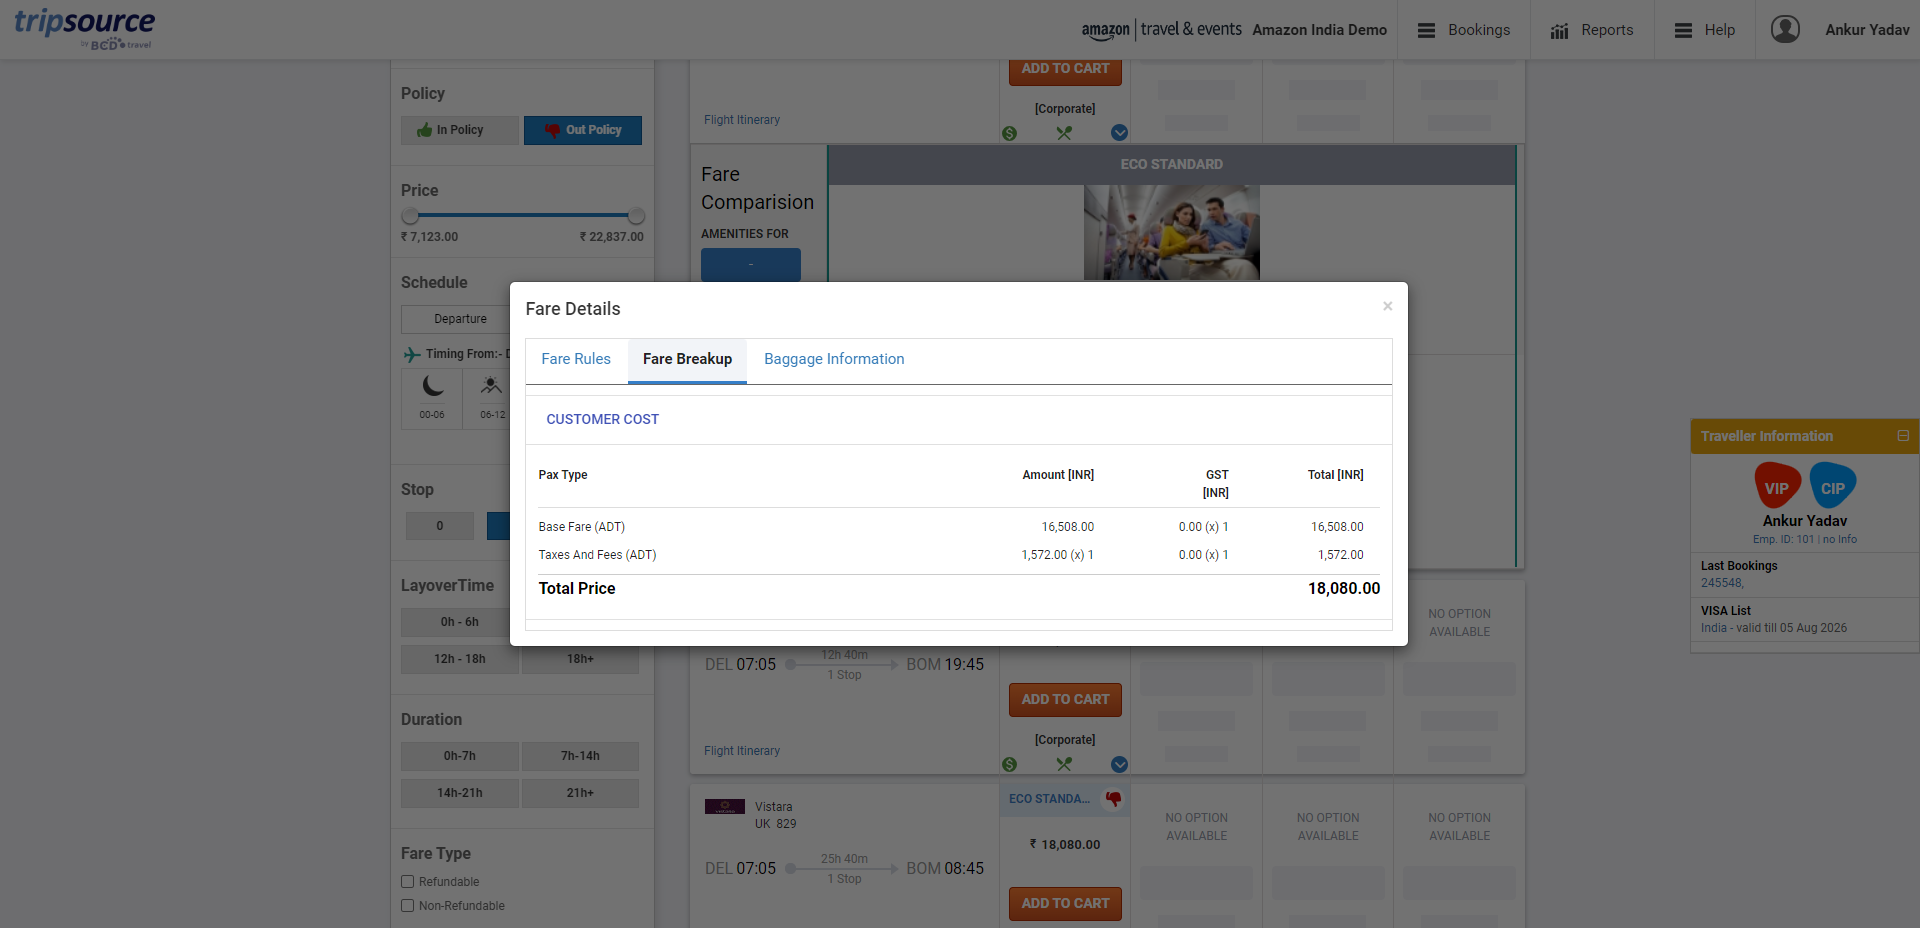 tripsource
by BCD travel
amazon travel & events Amazon India Demo
Bookings
Reports
Help
Ankur Yadav
Policy
In Policy
Out Policy
Price
₹ 7,123.00
₹ 22,837.00
Schedule
Departure
Timing From:- D
00-06
06-12
Stop
0
LayoverTime
0h - 6h
12h - 18h
18h+
Duration
0h-7h
7h-14h
14h-21h
21h+
Fare Type
Refundable
Non-Refundable
ADD TO CART
[Corporate]
Flight Itinerary
Fare
Comparision
AMENITIES FOR
-
ECO STANDARD
Fare Details
×
Fare Rules
Fare Breakup
Baggage Information
CUSTOMER COST
Pax Type Amount [INR] GST [INR] Total [INR]
Base Fare (ADT) 16,508.00 0.00 (x) 1 16,508.00
Taxes And Fees (ADT) 1,572.00 (x) 1 0.00 (x) 1 1,572.00
Total Price 18,080.00
NO OPTION
AVAILABLE
DEL 07:05 12h 40m BOM 19:45
1 Stop
ADD TO CART
[Corporate]
Flight Itinerary
Vistara
UK 829
ECO STANDA...
₹ 18,080.00
DEL 07:05 25h 40m BOM 08:45
1 Stop
ADD TO CART
NO OPTION
AVAILABLE
NO OPTION
AVAILABLE
NO OPTION
AVAILABLE
Traveller Information
VIP
CIP
Ankur Yadav
Emp. ID: 101 | no Info
Last Bookings
245548,
VISA List
India - valid till 05 Aug 2026